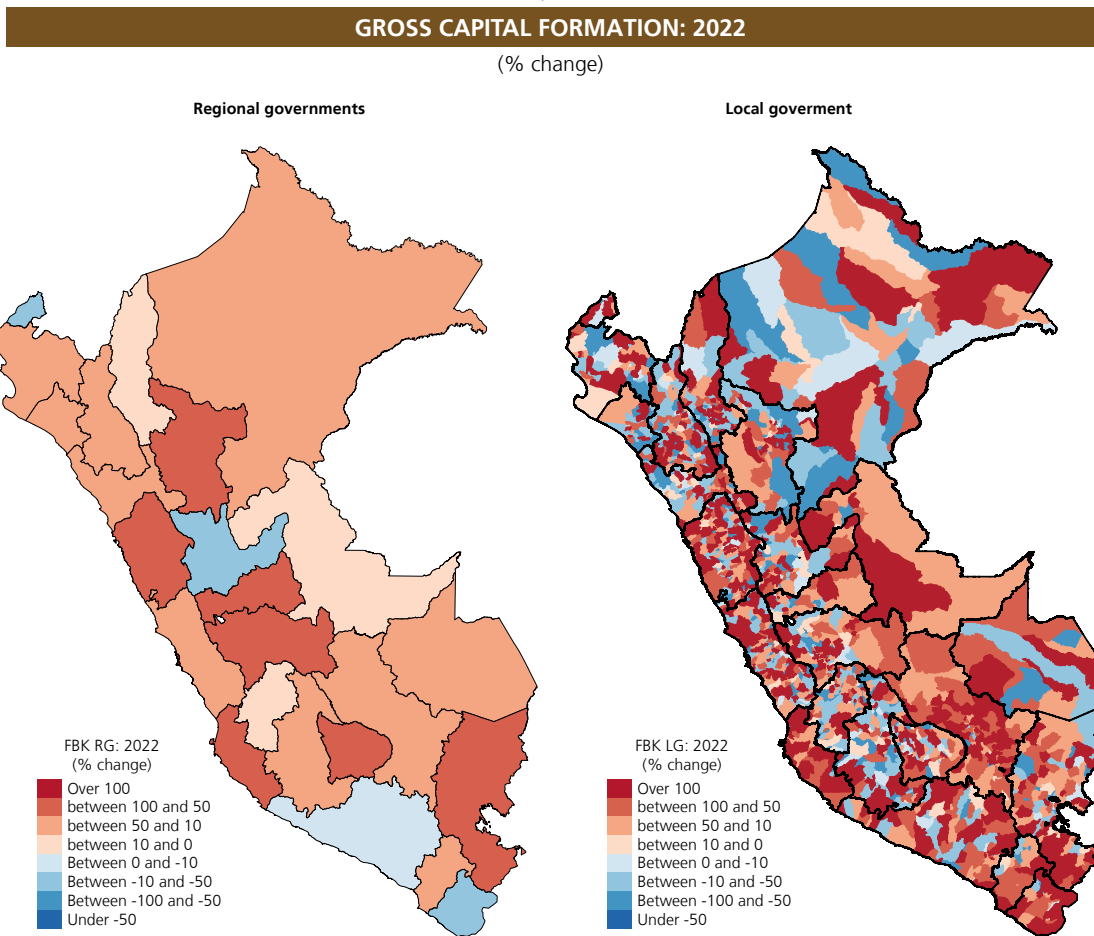 GROSS CAPITAL FORMATION: 2022
(% change)
Regional governments
Local goverment
FBK RG: 2022
(% change)
Over 100
between 100 and 50
between 50 and 10
between 10 and 0
Between 0 and -10
Between -10 and -50
Between -100 and -50
Under -50
FBK LG: 2022
(% change)
Over 100
between 100 and 50
between 50 and 10
between 10 and 0
Between 0 and -10
Between -10 and -50
Between -100 and -50
Under -50